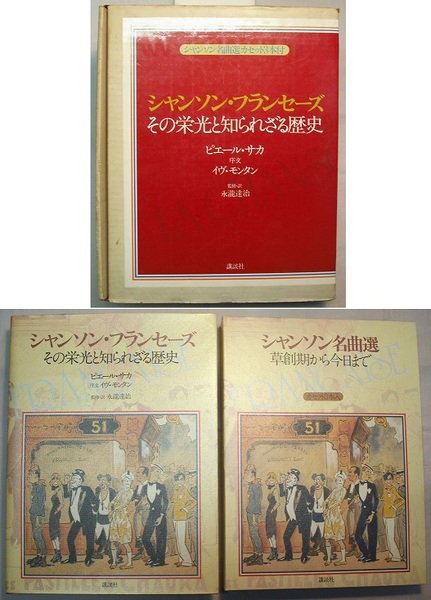 シャンソン名曲選カセット3本付
シャンソン・フランセーズ
その栄光と知られざる歴史
ピエール・サカ
序文
イヴ・モンタン
監修・訳
永瀧達治
講談社
シャンソン・フランセーズ
その栄光と知られざる歴史
ピエール・サカ
序文 イヴ・モンタン
監修・訳 永瀧達治
51
講談社
シャンソン名曲選
草創期から今日まで
51
講談社